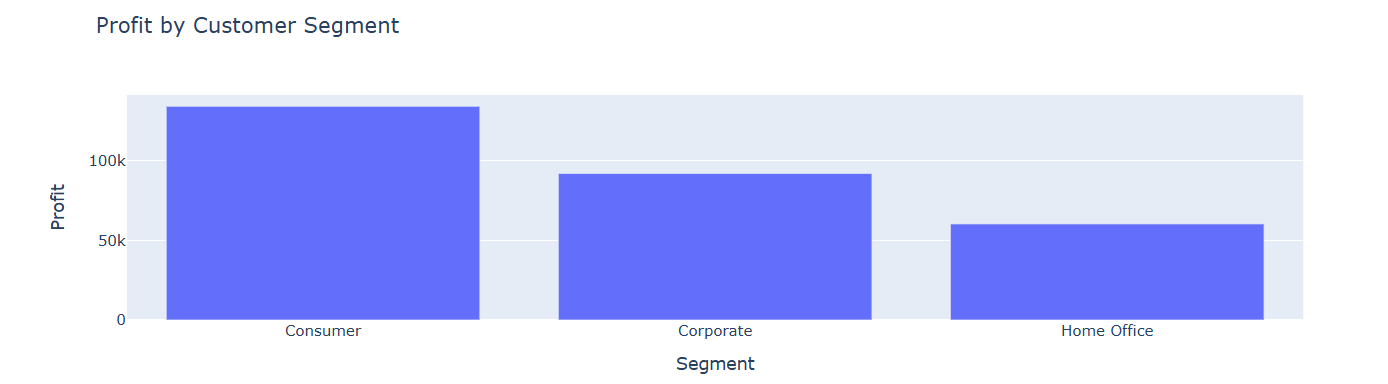 Profit by Customer Segment
100k
50k
0
Profit
Consumer
Corporate
Home Office
Segment